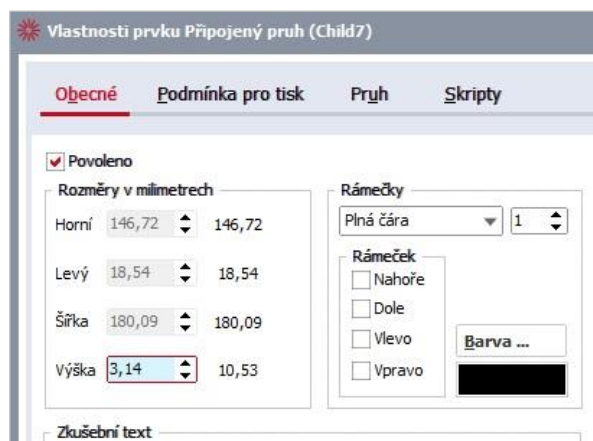 Vlastnosti prvku Připojený pruh (Child7)
Obecné Podmínka pro tisk Pruh Skripty
Povoleno
Rozměry v milimetrech
Horní 146,72 146,72
Levý 18,54 18,54
Šířka 180,09 180,09
Výška 3,14 10,53
Rámečky
Plná čára 1
Rámeček
Nahoře
Dole
Vlevo
Vpravo
Barva ...
Zkušební text